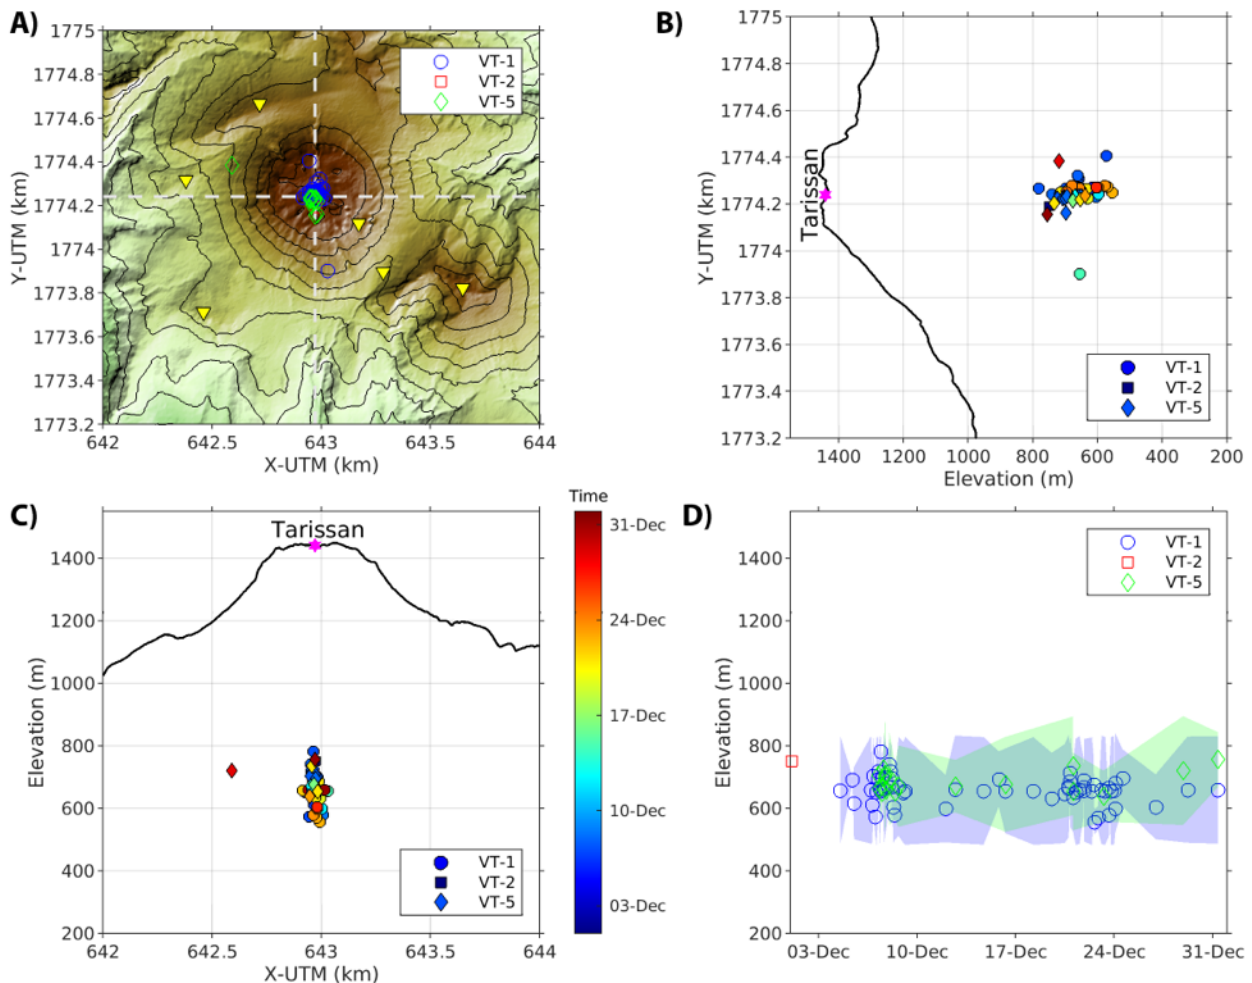 A)
1775
1774.8
1774.6
1774.4
1774.2
1774
1773.8
1773.6
1773.4
1773.2
Y-UTM (km)
642
642.5
643
643.5
644
X-UTM (km)
VT-1
VT-2
VT-5
B)
1775
1774.8
1774.6
1774.4
1774.2
1774
1773.8
1773.6
1773.4
1773.2
Y-UTM (km)
Tarissan
VT-1
VT-2
VT-5
1400 1200 1000 800 600 400 200
Elevation (m)
C)
Tarissan
1400
1200
1000
800
600
400
200
Elevation (m)
VT-1
VT-2
VT-5
642
642.5
643
643.5
644
X-UTM (km)
Time
31-Dec
24-Dec
17-Dec
10-Dec
03-Dec
D)
1400
1200
1000
800
600
400
200
Elevation (m)
VT-1
VT-2
VT-5
03-Dec 10-Dec 17-Dec 24-Dec 31-Dec